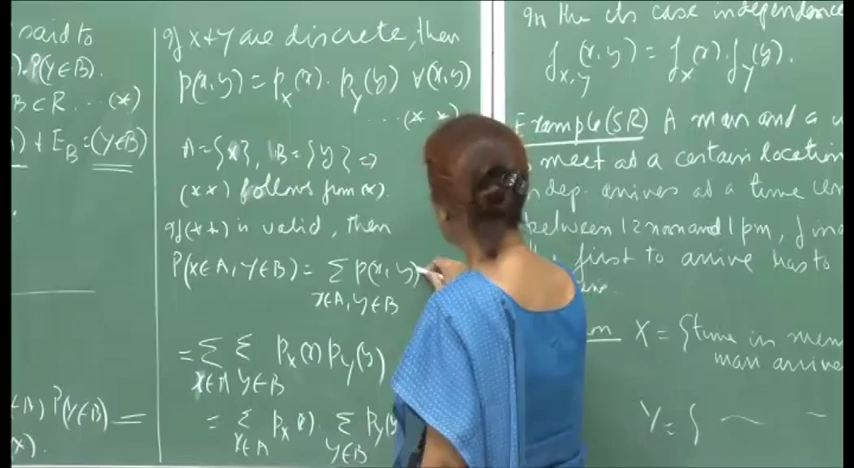 said to
P(Y∈B).
B ⊂ R ... (*)
) & E_B = (Y∈B)
P(Y∈B) =
If X & Y are discrete, then
p(x,y) = p_X(x) · p_Y(y) ∀(x,y)
... (**)
A = {x}, B = {y} ⇒
(**) follows from (*).
If (**) is valid, then
P(X∈A, Y∈B) = Σ p(x,y)
x∈A, y∈B
= Σ Σ p_X(x) p_Y(y)
x∈A y∈B
= Σ p_X(x) . Σ p_Y(y)
x∈A y∈B
In the cts case independence
f_{X,Y}(x,y) = f_X(x) . f_Y(y).
Example (SR) A man and a
meet at a certain location
indep. arrives at a time
between 12 noon and 1 pm, find
first to arrive has to
X = {time in
man arrive
Y = {